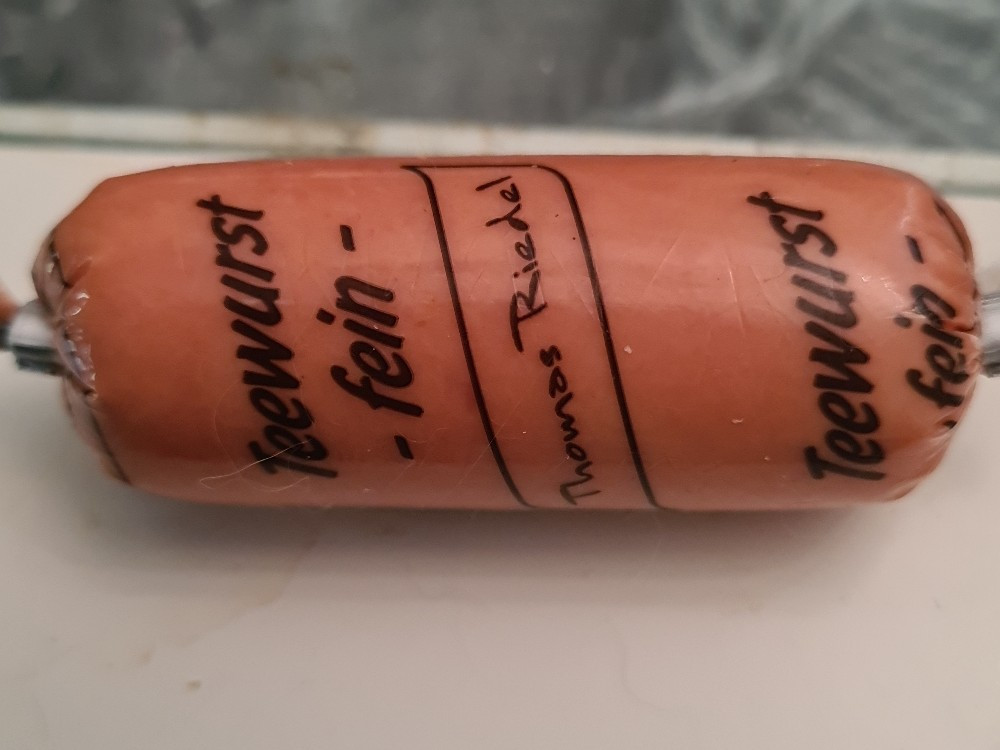 Teewurst
- fein -
Thomas Riedel
Teewurst
- fein -